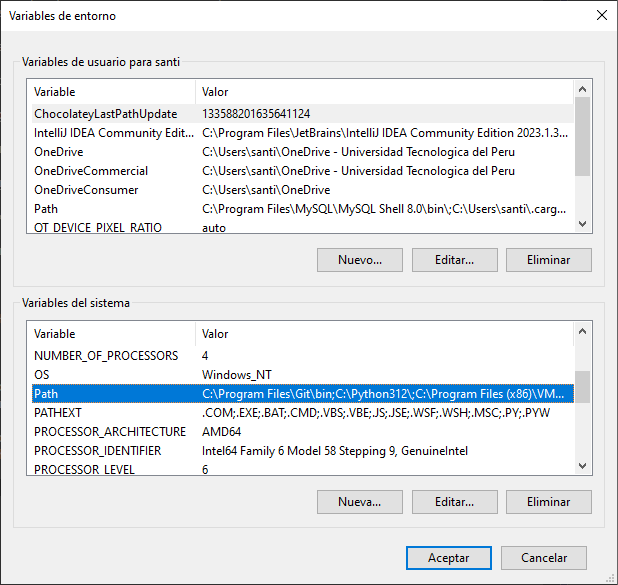 Variables de entorno
Variables de usuario para santi
Variable Valor
ChocolateyLastPathUpdate 133588201635641124
IntelliJ IDEA Community Edit... C:\Program Files\JetBrains\IntelliJ IDEA Community Edition 2023.1.3...
OneDrive C:\Users\santi\OneDrive - Universidad Tecnologica del Peru
OneDriveCommercial C:\Users\santi\OneDrive - Universidad Tecnologica del Peru
OneDriveConsumer C:\Users\santi\OneDrive
Path C:\Program Files\MySQL\MySQL Shell 8.0\bin\;C:\Users\santi\.carg...
QT_DEVICE_PIXEL_RATIO auto
Nuevo... Editar... Eliminar
Variables del sistema
Variable Valor
NUMBER_OF_PROCESSORS 4
OS Windows_NT
Path C:\Program Files\Git\bin;C:\Python312\;C:\Program Files (x86)\VM...
PATHEXT .COM;.EXE;.BAT;.CMD;.VBS;.VBE;.JS;.JSE;.WSF;.WSH;.MSC;.PY;.PYW
PROCESSOR_ARCHITECTURE AMD64
PROCESSOR_IDENTIFIER Intel64 Family 6 Model 58 Stepping 9, GenuineIntel
PROCESSOR_LEVEL 6
Nueva... Editar... Eliminar
Aceptar Cancelar